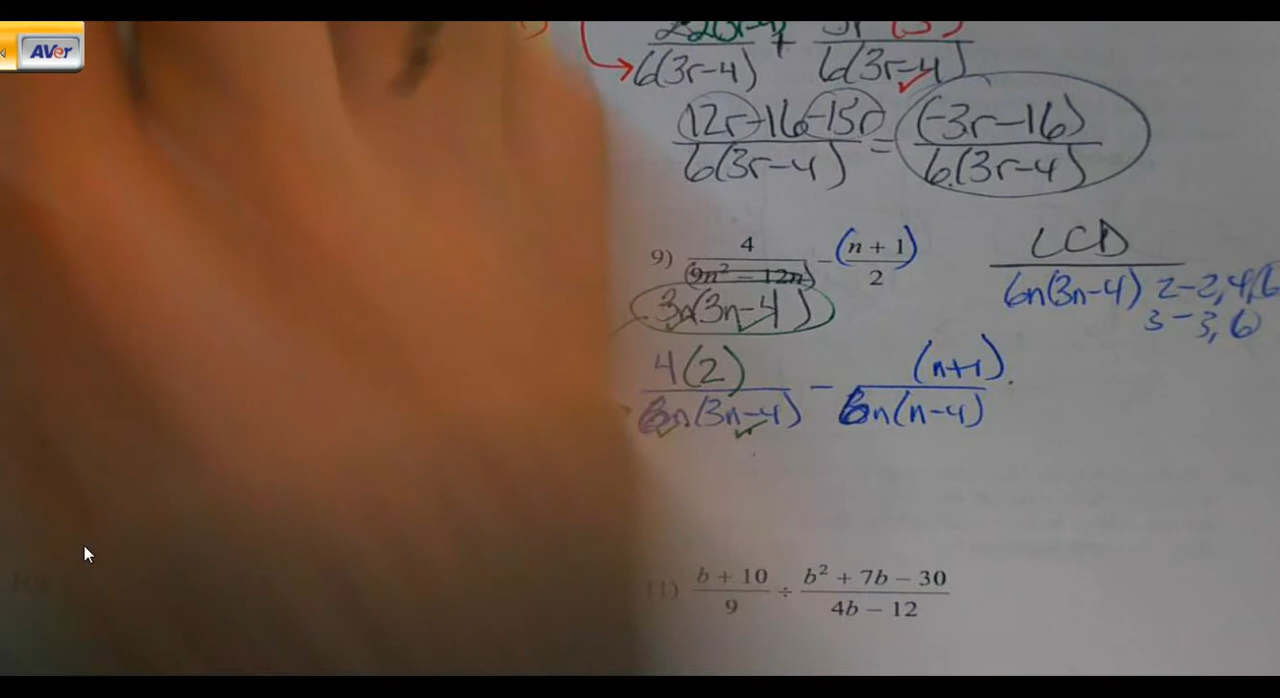 AVer
6(3r-4) + 6(3r-4)
12r-16-15r = (-3r-16)
6(3r-4) 6(3r-4)
9) 4 - (n + 1)
9n² - 12n 2
3n(3n-4)
LCD
6n(3n-4) 2-2,4,6
3-3,6
4(2) - (n+1)
6n(3n-4) 6n(n-4)
11) b + 10 ÷ b² + 7b - 30
9 4b - 12